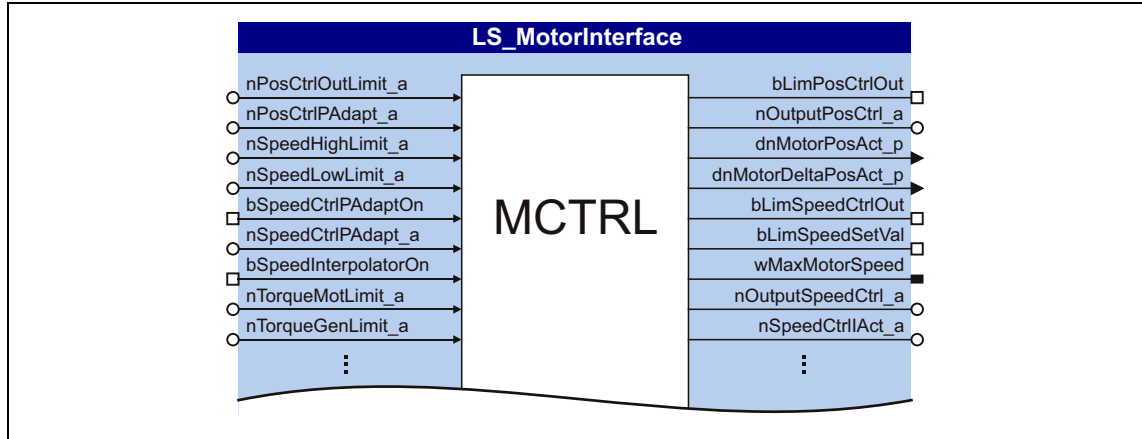 LS_MotorInterface
nPosCtrlOutLimit_a
nPosCtrlPAdapt_a
nSpeedHighLimit_a
nSpeedLowLimit_a
bSpeedCtrlPAdaptOn
nSpeedCtrlPAdapt_a
bSpeedInterpolatorOn
nTorqueMotLimit_a
nTorqueGenLimit_a
MCTRL
bLimPosCtrlOut
nOutputPosCtrl_a
dnMotorPosAct_p
dnMotorDeltaPosAct_p
bLimSpeedCtrlOut
bLimSpeedSetVal
wMaxMotorSpeed
nOutputSpeedCtrl_a
nSpeedCtrlIAct_a